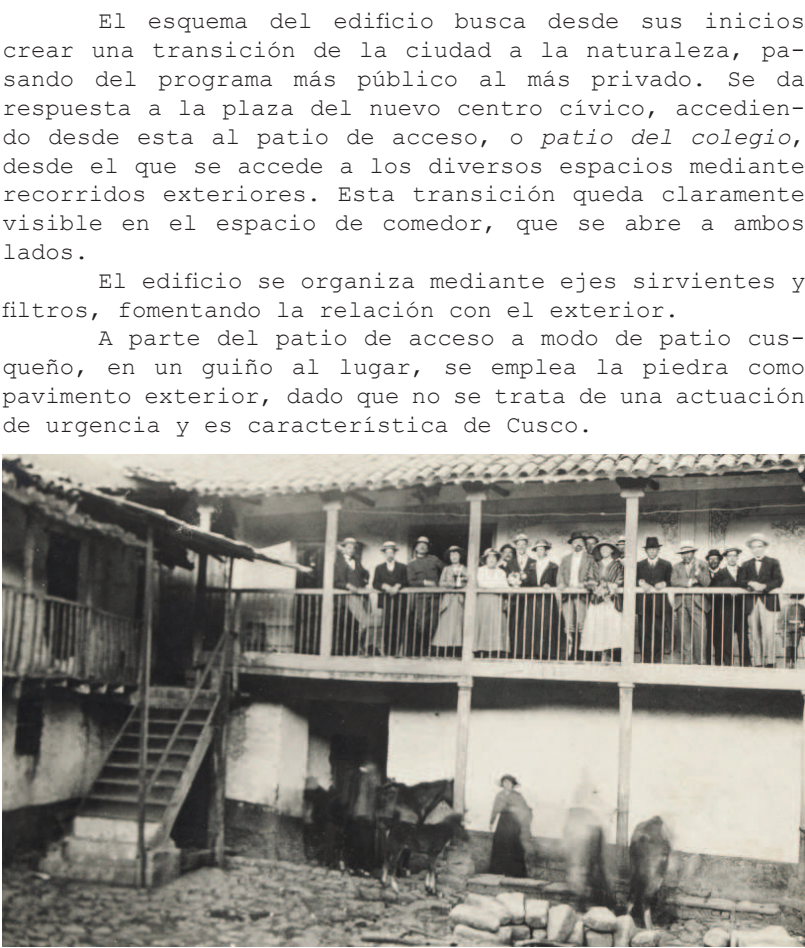 El esquema del edificio busca desde sus inicios
crear una transición de la ciudad a la naturaleza, pa-
sando del programa más público al más privado. Se da
respuesta a la plaza del nuevo centro cívico, accedien-
do desde esta al patio de acceso, o patio del colegio,
desde el que se accede a los diversos espacios mediante
recorridos exteriores. Esta transición queda claramente
visible en el espacio de comedor, que se abre a ambos
lados.
El edificio se organiza mediante ejes sirvientes y
filtros, fomentando la relación con el exterior.
A parte del patio de acceso a modo de patio cus-
queño, en un guiño al lugar, se emplea la piedra como
pavimento exterior, dado que no se trata de una actuación
de urgencia y es característica de Cusco.